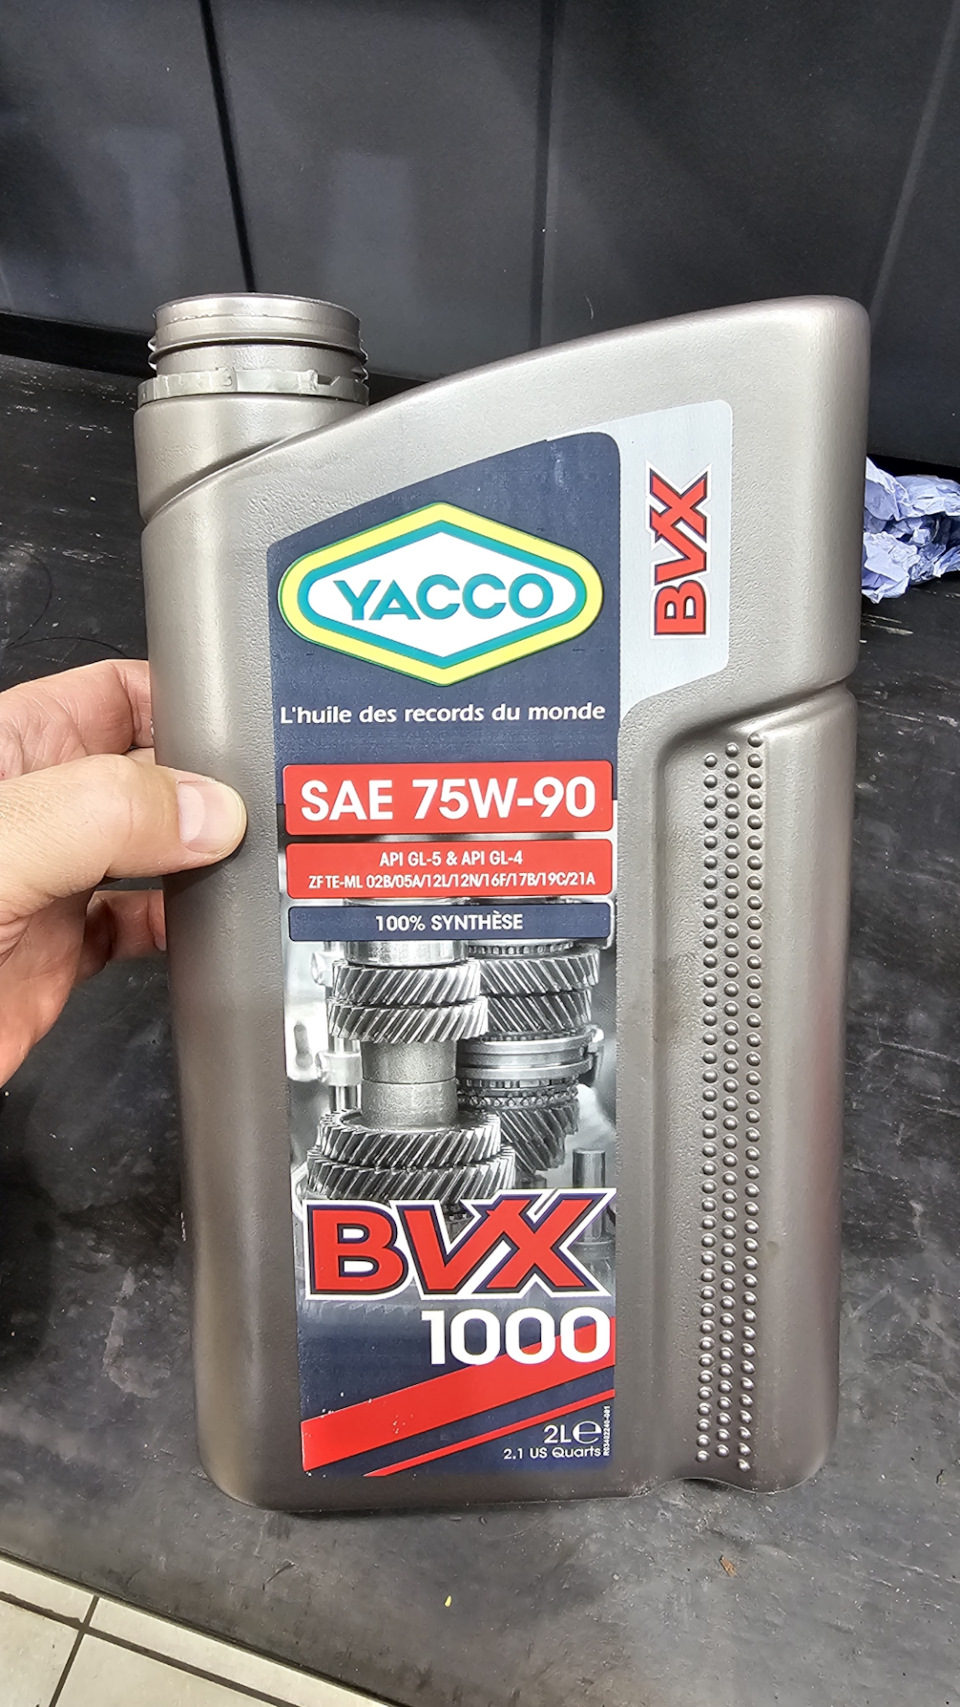 YACCO
BVX
L'huile des records du monde
SAE 75W-90
API GL-5 & API GL-4
ZF TE-ML 02B/05A/12L/12N/16F/17B/19C/21A
100% SYNTHÈSE
BVX
1000
2L℮
2.1 US Quarts